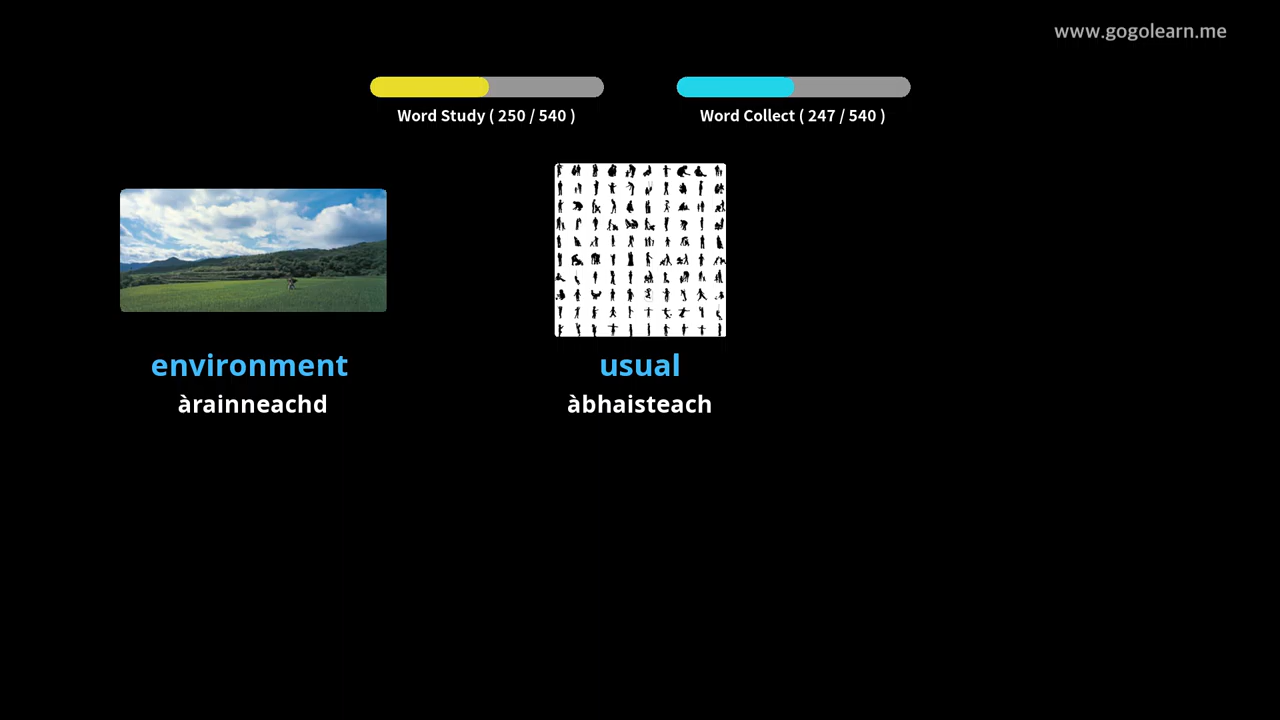 www.gogolearn.me
Word Study ( 250 / 540 )
Word Collect ( 247 / 540 )
environment
àrainneachd
usual
àbhaisteach